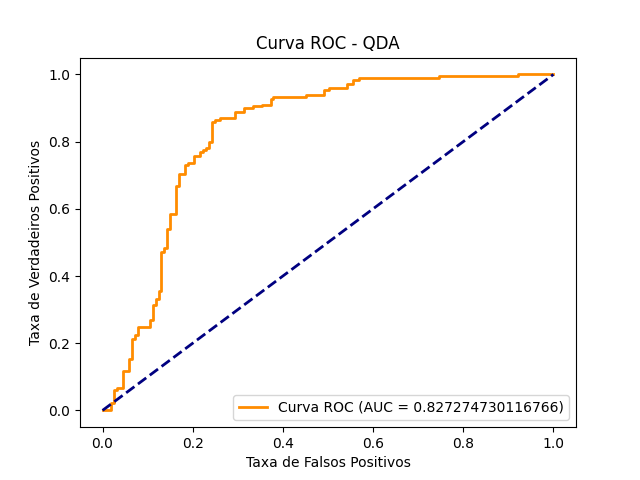 Curva ROC - QDA
Taxa de Verdadeiros Positivos
1.0
0.8
0.6
0.4
0.2
0.0
Curva ROC (AUC = 0.827274730116766)
0.0 0.2 0.4 0.6 0.8 1.0
Taxa de Falsos Positivos